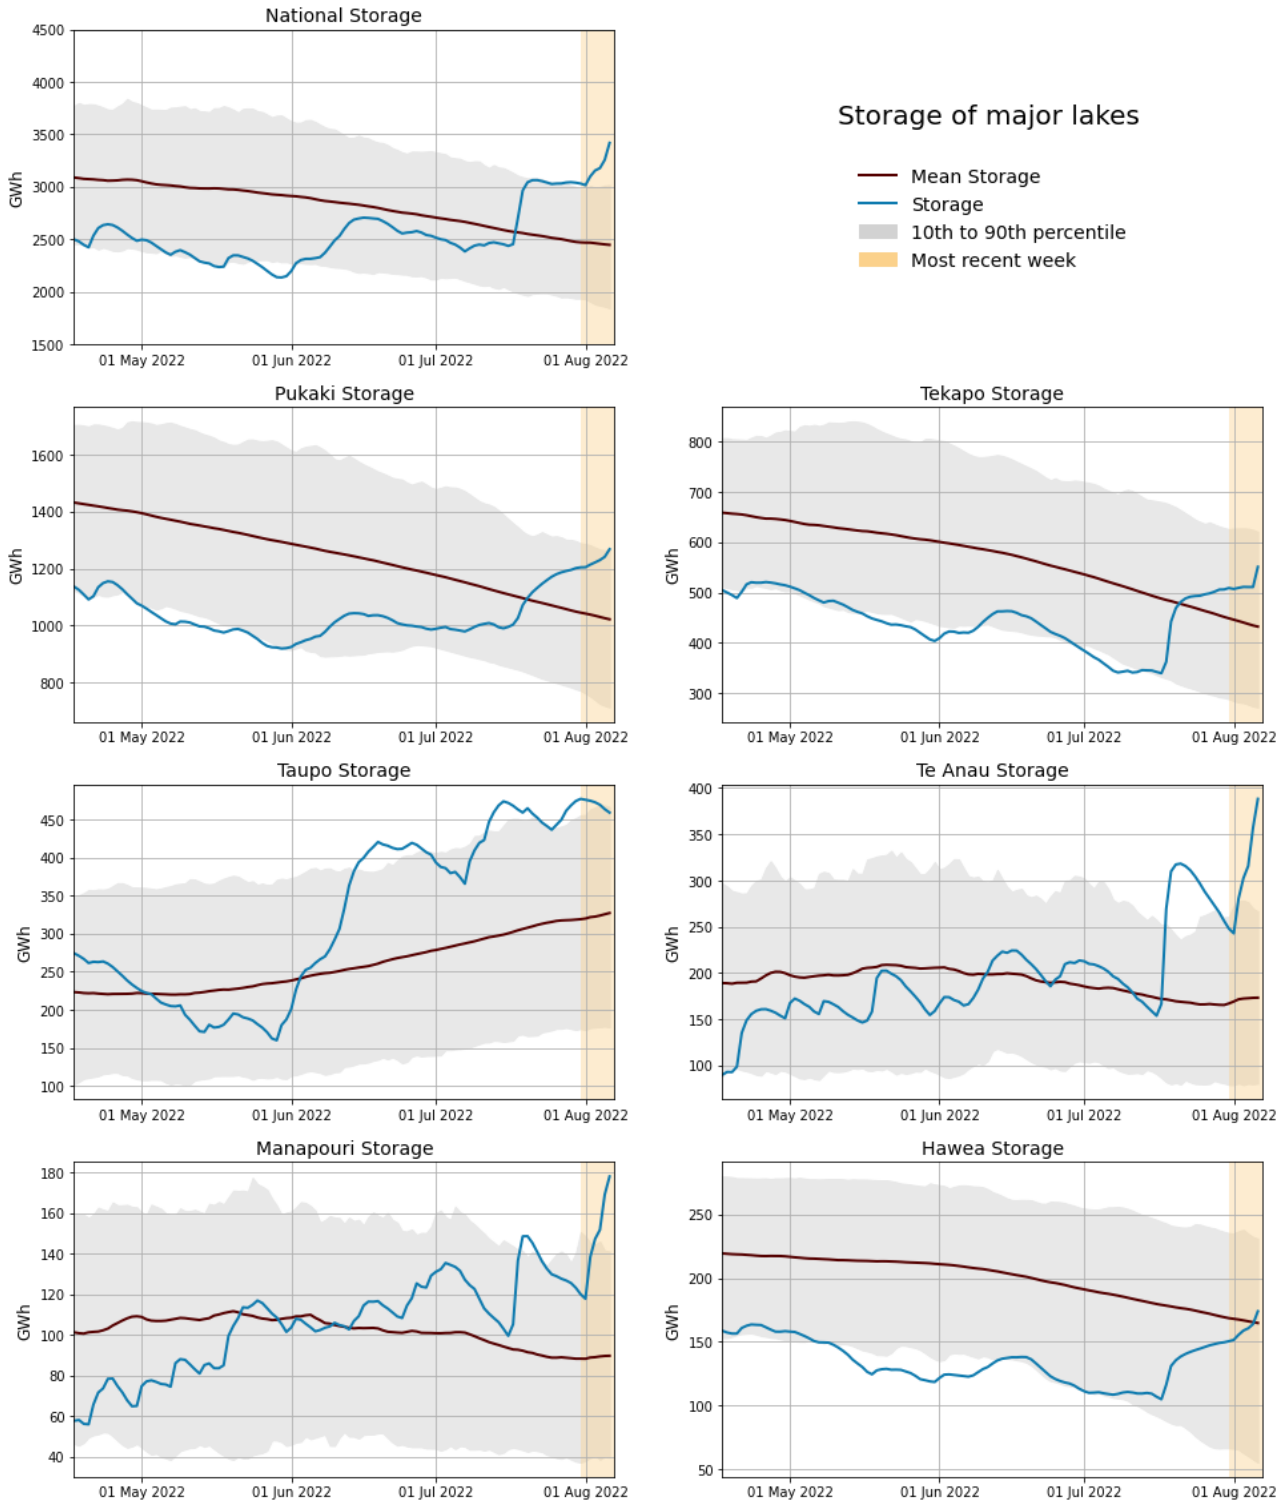 National Storage
4500
4000
3500
3000
2500
2000
1500
GWh
01 May 2022 01 Jun 2022 01 Jul 2022 01 Aug 2022
Storage of major lakes
Mean Storage
Storage
10th to 90th percentile
Most recent week
Pukaki Storage
1600
1400
1200
1000
800
GWh
01 May 2022 01 Jun 2022 01 Jul 2022 01 Aug 2022
Tekapo Storage
800
700
600
500
400
300
GWh
01 May 2022 01 Jun 2022 01 Jul 2022 01 Aug 2022
Taupo Storage
450
400
350
300
250
200
150
100
GWh
01 May 2022 01 Jun 2022 01 Jul 2022 01 Aug 2022
Te Anau Storage
400
350
300
250
200
150
100
GWh
01 May 2022 01 Jun 2022 01 Jul 2022 01 Aug 2022
Manapouri Storage
180
160
140
120
100
80
60
40
GWh
01 May 2022 01 Jun 2022 01 Jul 2022 01 Aug 2022
Hawea Storage
250
200
150
100
50
GWh
01 May 2022 01 Jun 2022 01 Jul 2022 01 Aug 2022